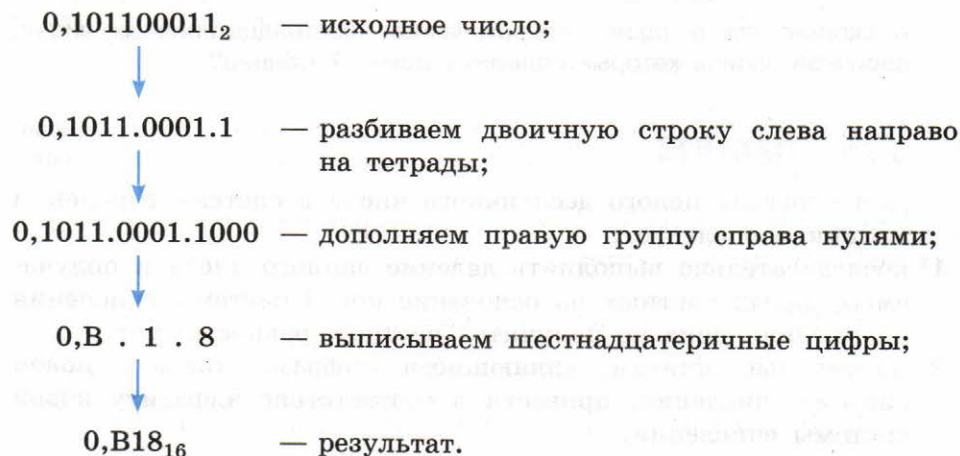 0,101100011₂ — исходное число;
0,1011.0001.1 — разбиваем двоичную строку слева направо
на тетрады;
0,1011.0001.1000 — дополняем правую группу справа нулями;
0,B . 1 . 8 — выписываем шестнадцатеричные цифры;
0,B18₁₆ — результат.